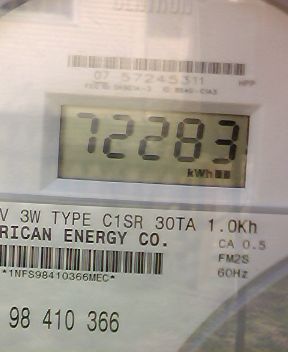 07 57245311
72283
kWh
V 3W TYPE C1SR 30TA 1.0Kh
RICAN ENERGY CO.
CA 0.5
FM2S
60Hz
*1NFS98410366MEC*
98 410 366